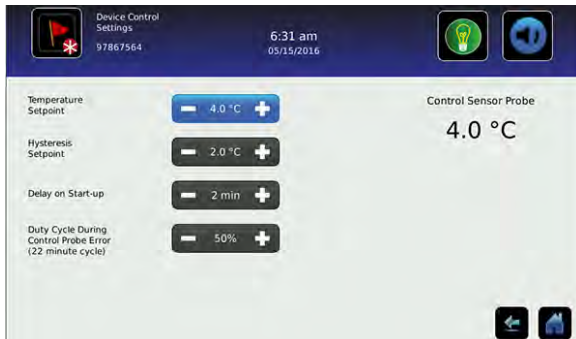 Device Control
Settings
97867564
6:31 am
05/15/2016
Temperature
Setpoint
4.0 °C
Hysteresis
Setpoint
2.0 °C
Delay on Start-up
2 min
Duty Cycle During
Control Probe Error
(22 minute cycle)
50%
Control Sensor Probe
4.0 °C